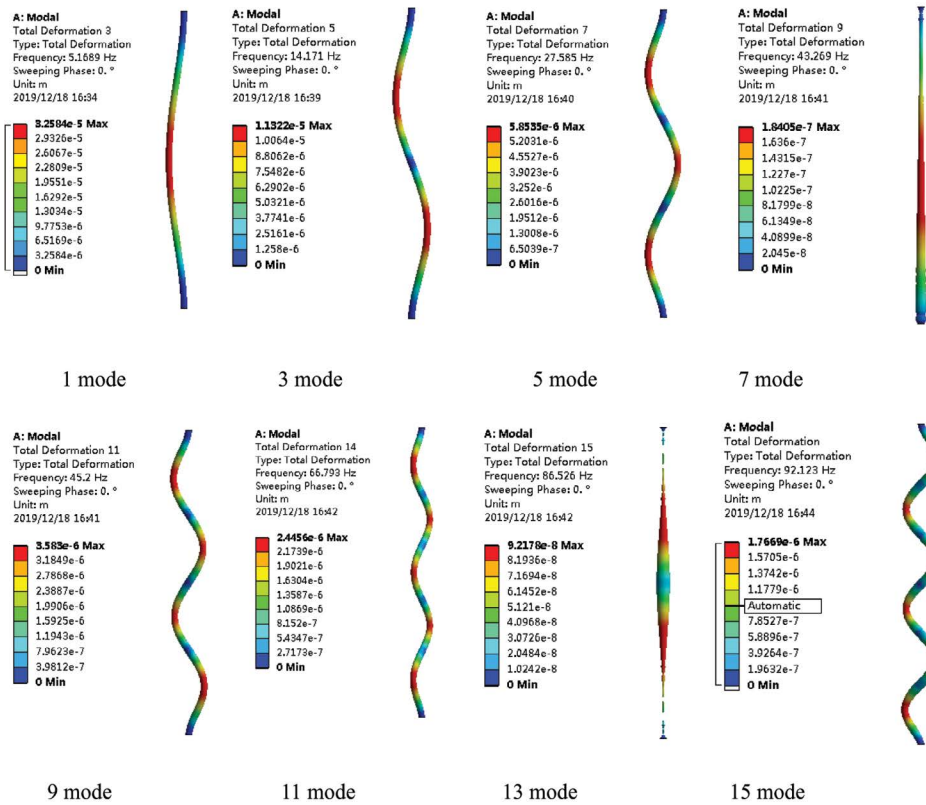 A: Modal
Total Deformation 3
Type: Total Deformation
Frequency: 5.1689 Hz
Sweeping Phase: 0. °
Unit: m
2019/12/18 16:34
3.2584e-5 Max
2.9326e-5
2.6067e-5
2.2809e-5
1.9551e-5
1.6292e-5
1.3034e-5
9.7753e-6
6.5169e-6
3.2584e-6
0 Min
1 mode
A: Modal
Total Deformation 5
Type: Total Deformation
Frequency: 14.171 Hz
Sweeping Phase: 0. °
Unit: m
2019/12/18 16:39
1.1322e-5 Max
1.0064e-5
8.8062e-6
7.5482e-6
6.2902e-6
5.0321e-6
3.7741e-6
2.5161e-6
1.258e-6
0 Min
3 mode
A: Modal
Total Deformation 7
Type: Total Deformation
Frequency: 27.585 Hz
Sweeping Phase: 0. °
Unit: m
2019/12/18 16:40
5.8535e-6 Max
5.2031e-6
4.5527e-6
3.9023e-6
3.252e-6
2.6016e-6
1.9512e-6
1.3008e-6
6.5039e-7
0 Min
5 mode
A: Modal
Total Deformation 9
Type: Total Deformation
Frequency: 43.269 Hz
Sweeping Phase: 0. °
Unit: m
2019/12/18 16:41
1.8405e-7 Max
1.636e-7
1.4315e-7
1.227e-7
1.0225e-7
8.1799e-8
6.1349e-8
4.0899e-8
2.045e-8
0 Min
7 mode
A: Modal
Total Deformation 11
Type: Total Deformation
Frequency: 45.2 Hz
Sweeping Phase: 0. °
Unit: m
2019/12/18 16:41
3.583e-6 Max
3.1849e-6
2.7868e-6
2.3887e-6
1.9906e-6
1.5925e-6
1.1943e-6
7.9623e-7
3.9812e-7
0 Min
9 mode
A: Modal
Total Deformation 14
Type: Total Deformation
Frequency: 66.793 Hz
Sweeping Phase: 0. °
Unit: m
2019/12/18 16:42
2.4456e-6 Max
2.1739e-6
1.9021e-6
1.6304e-6
1.3587e-6
1.0869e-6
8.152e-7
5.4347e-7
2.7173e-7
0 Min
11 mode
A: Modal
Total Deformation 15
Type: Total Deformation
Frequency: 86.526 Hz
Sweeping Phase: 0. °
Unit: m
2019/12/18 16:42
9.2178e-8 Max
8.1936e-8
7.1694e-8
6.1452e-8
5.121e-8
4.0968e-8
3.0726e-8
2.0484e-8
1.0242e-8
0 Min
13 mode
A: Modal
Total Deformation
Type: Total Deformation
Frequency: 92.123 Hz
Sweeping Phase: 0. °
Unit: m
2019/12/18 16:44
1.7669e-6 Max
1.5705e-6
1.3742e-6
1.1779e-6
Automatic
7.8527e-7
5.8896e-7
3.9264e-7
1.9632e-7
0 Min
15 mode